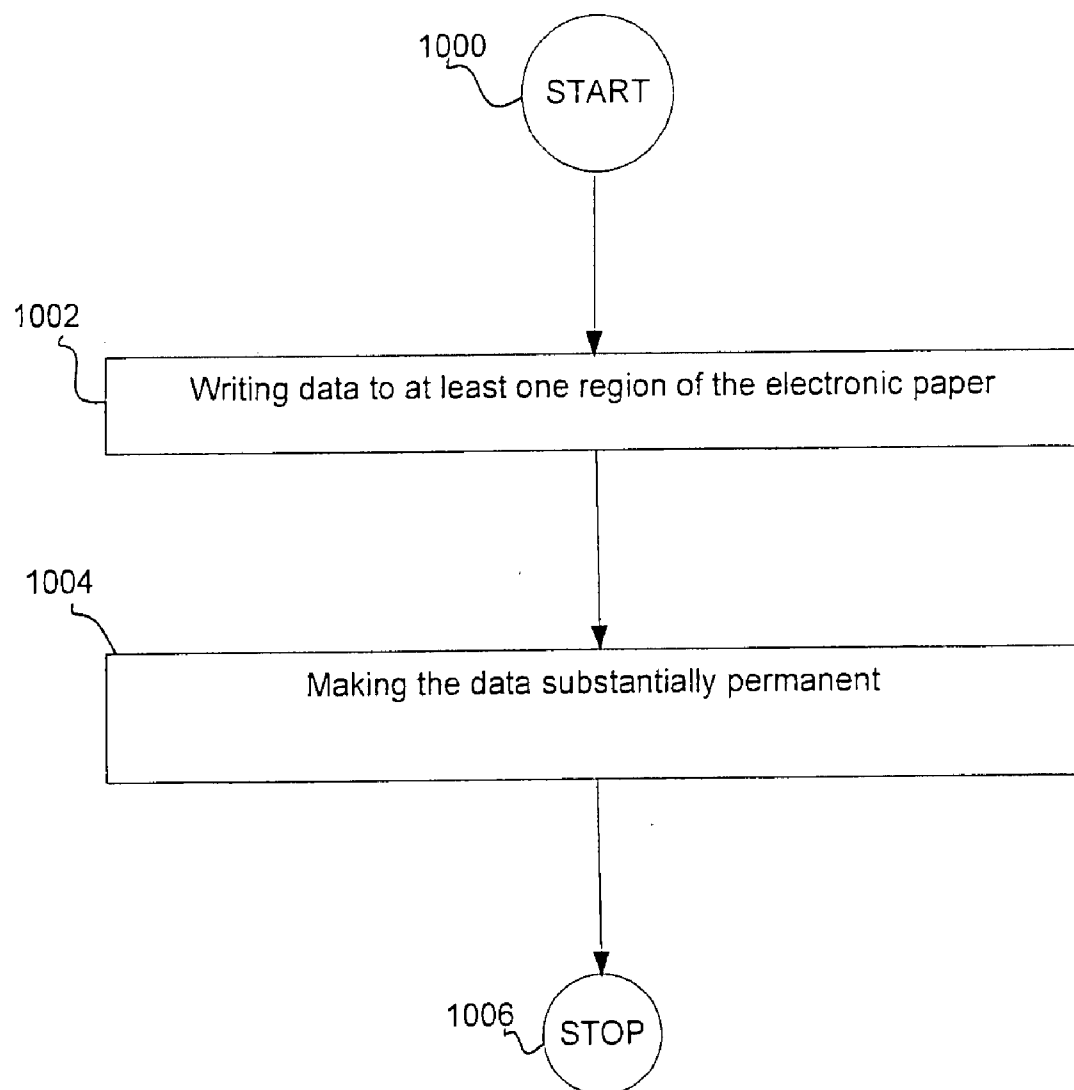 1000
START
1002
Writing data to at least one region of the electronic paper
1004
Making the data substantially permanent
1006
STOP